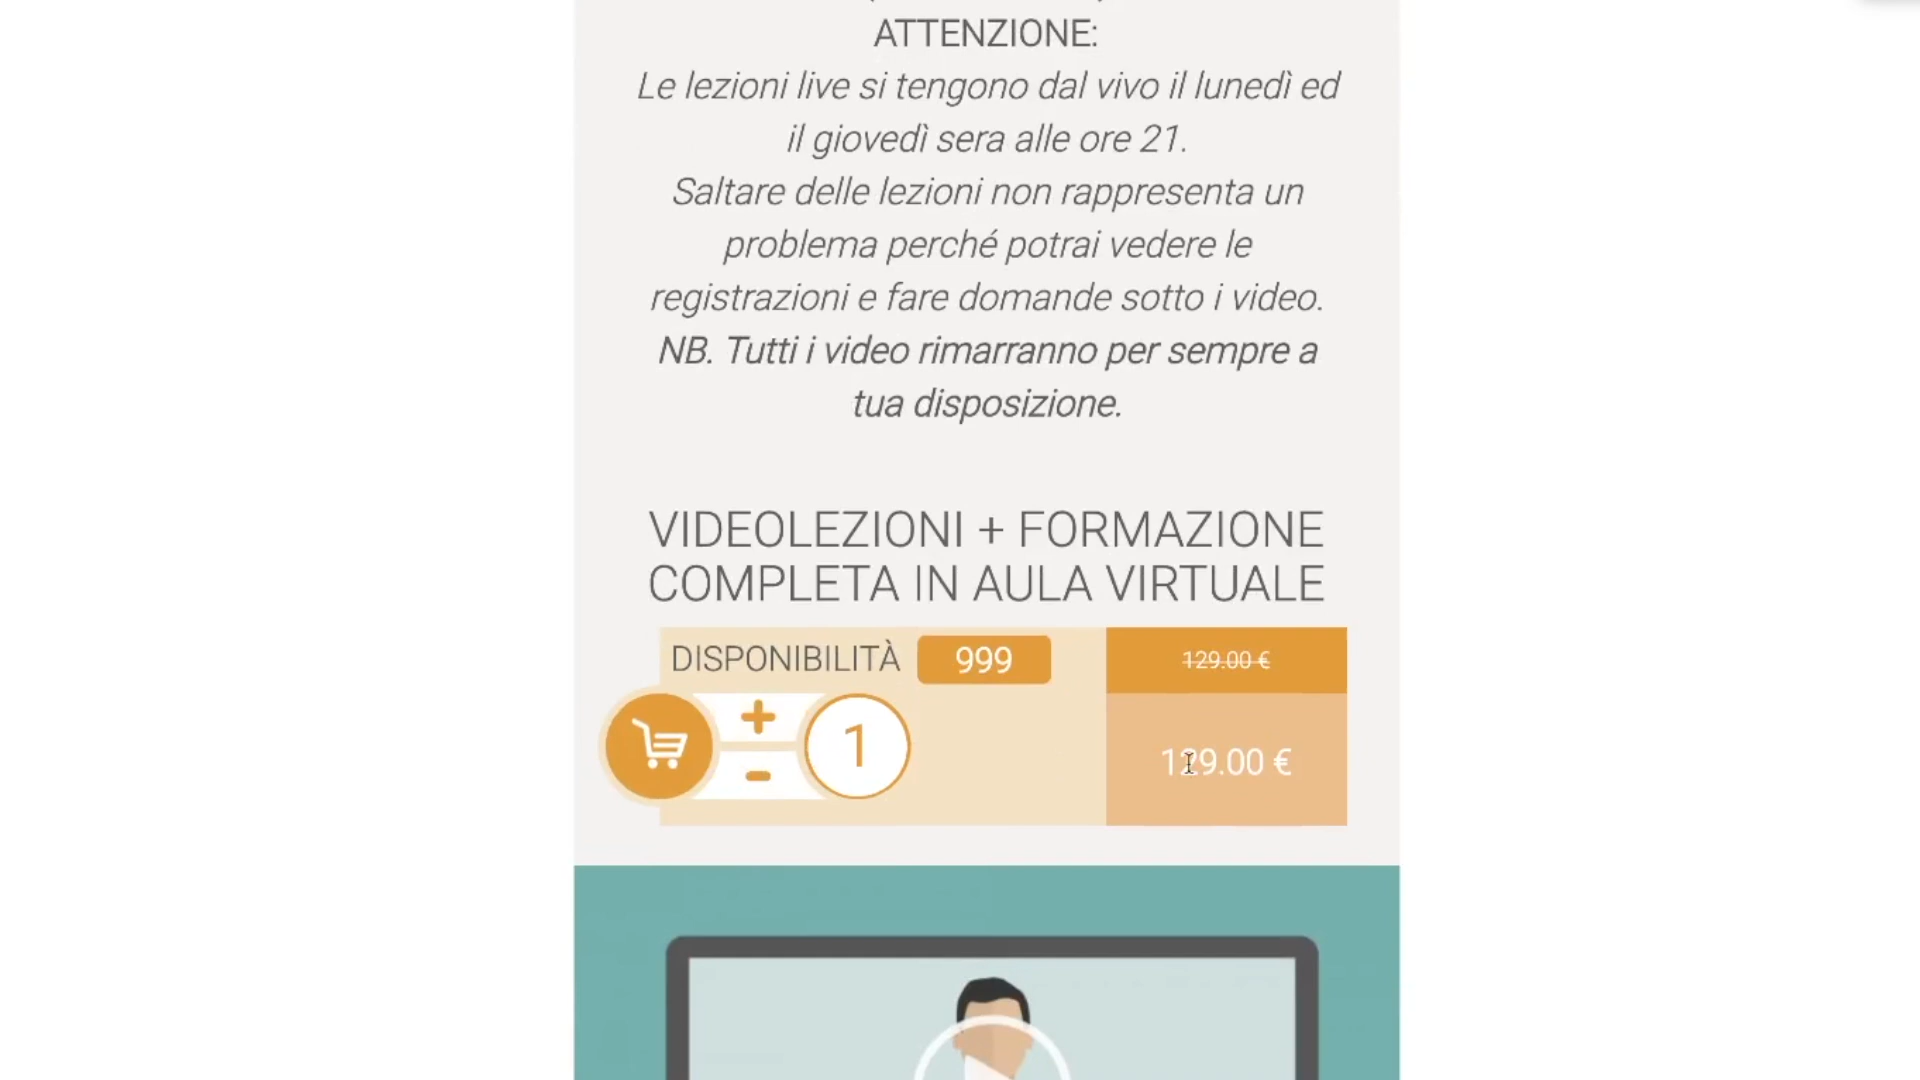 ATTENZIONE:
Le lezioni live si tengono dal vivo il lunedì ed
il giovedì sera alle ore 21.
Saltare delle lezioni non rappresenta un
problema perché potrai vedere le
registrazioni e fare domande sotto i video.
NB. Tutti i video rimarranno per sempre a
tua disposizione.
VIDEOLEZIONI + FORMAZIONE
COMPLETA IN AULA VIRTUALE
DISPONIBILITÀ 999
129.00 €
+
1
-
129.00 €